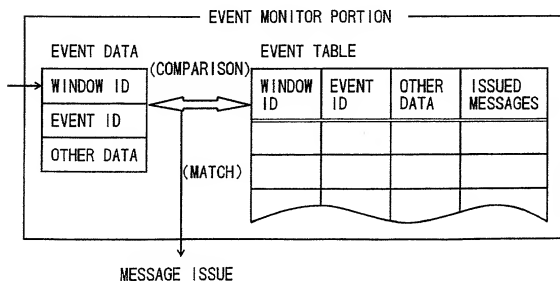 EVENT MONITOR PORTION
EVENT DATA
(COMPARISON)
EVENT TABLE
WINDOW ID
EVENT ID
OTHER DATA
WINDOW ID
EVENT ID
OTHER DATA
ISSUED MESSAGES
(MATCH)
MESSAGE ISSUE